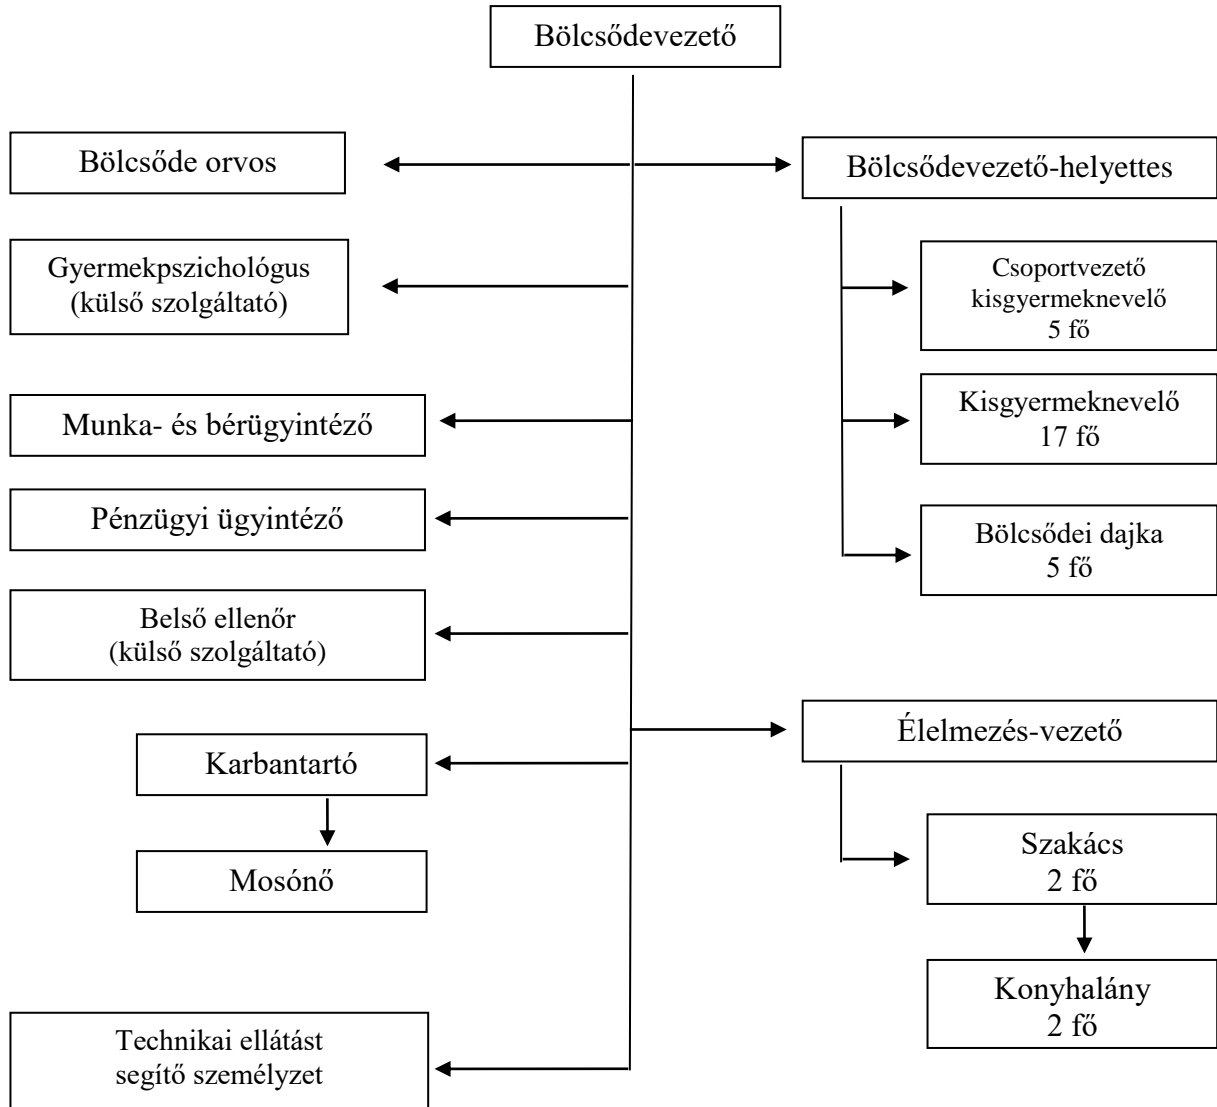 Bölcsődevezető
Bölcsőde orvos
Bölcsődevezető-helyettes
Gyermekpszichológus
(külső szolgáltató)
Csoportvezető
kisgyermeknevelő
5 fő
Munka- és bérügyintéző
Kisgyermeknevelő
17 fő
Pénzügyi ügyintéző
Bölcsődei dajka
5 fő
Belső ellenőr
(külső szolgáltató)
Élelmezés-vezető
Karbantartó
Mosónő
Szakács
2 fő
Konyhalány
2 fő
Technikai ellátást
segítő személyzet